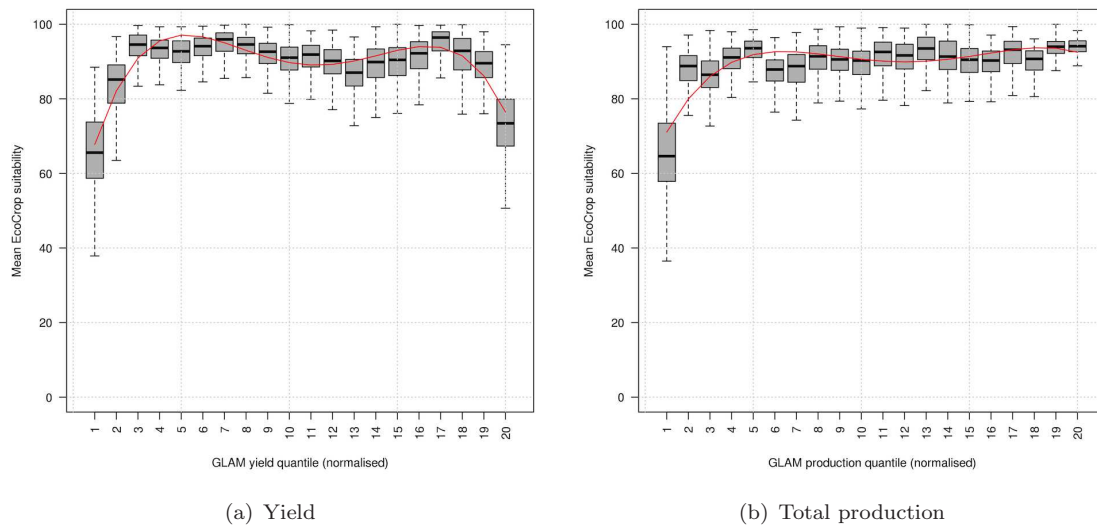 100
80
60
40
20
0
Mean EcoCrop suitability
1 2 3 4 5 6 7 8 9 10 11 12 13 14 15 16 17 18 19 20
GLAM yield quantile (normalised)
(a) Yield
100
80
60
40
20
0
Mean EcoCrop suitability
1 2 3 4 5 6 7 8 9 10 11 12 13 14 15 16 17 18 19 20
GLAM production quantile (normalised)
(b) Total production